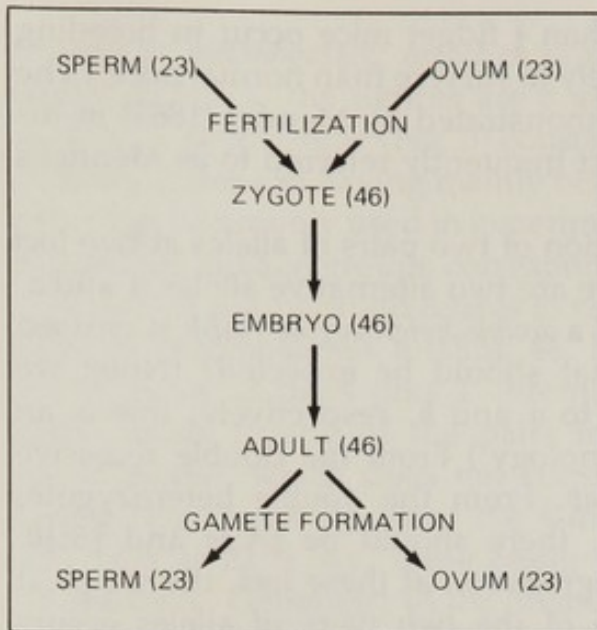 SPERM (23) OVUM (23)
FERTILIZATION
ZYGOTE (46)
EMBRYO (46)
ADULT (46)
GAMETE FORMATION
SPERM (23) OVUM (23)